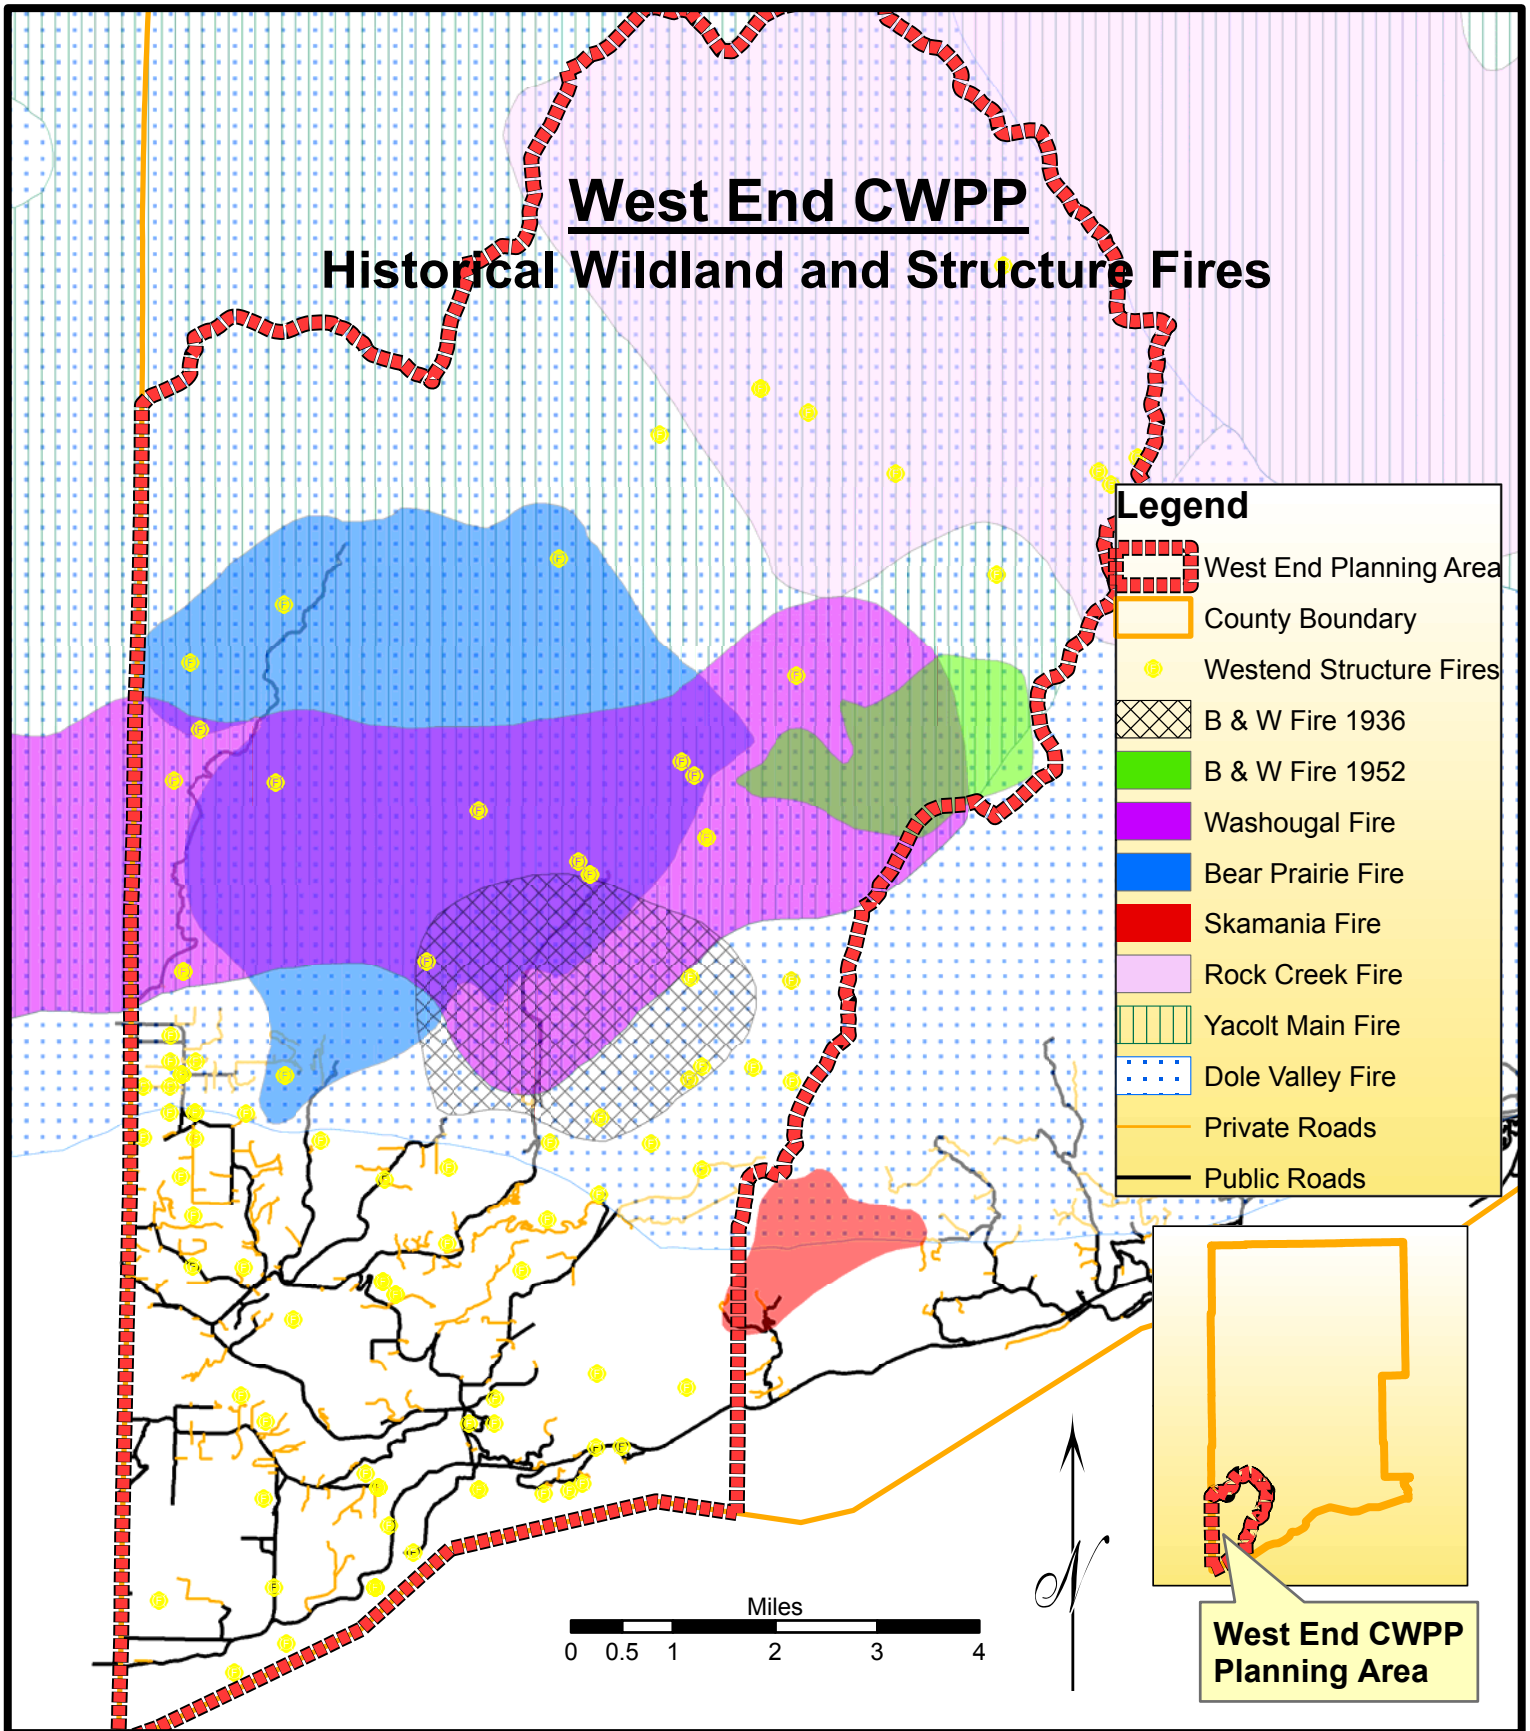 West End CWPP
Historical Wildland and Structure Fires
Legend
West End Planning Area
County Boundary
Westend Structure Fires
B & W Fire 1936
B & W Fire 1952
Washougal Fire
Bear Prairie Fire
Skamania Fire
Rock Creek Fire
Yacolt Main Fire
Dole Valley Fire
Private Roads
Public Roads
Miles
0 0.5 1 2 3 4
N
West End CWPP
Planning Area